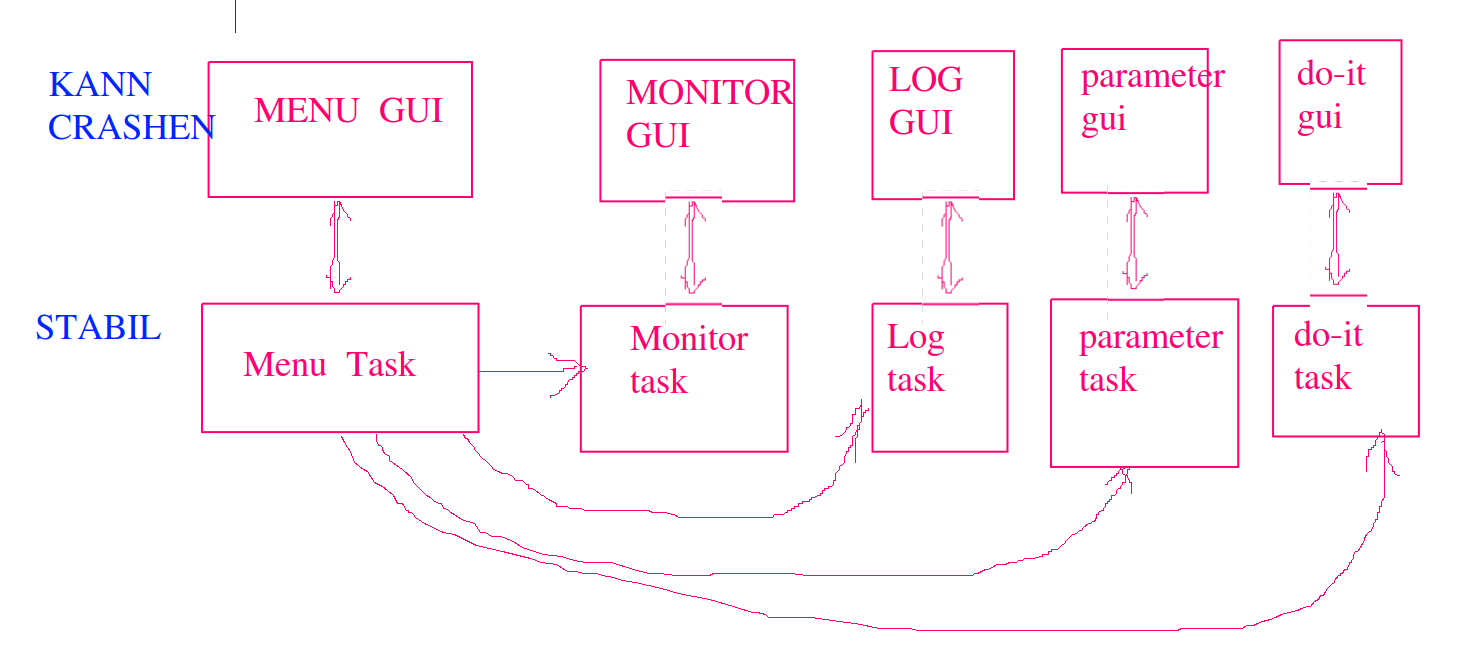 KANN
CRASHEN
MENU GUI
MONITOR
GUI
LOG
GUI
parameter
gui
do-it
gui
STABIL
Menu Task
Monitor
task
Log
task
parameter
task
do-it
task